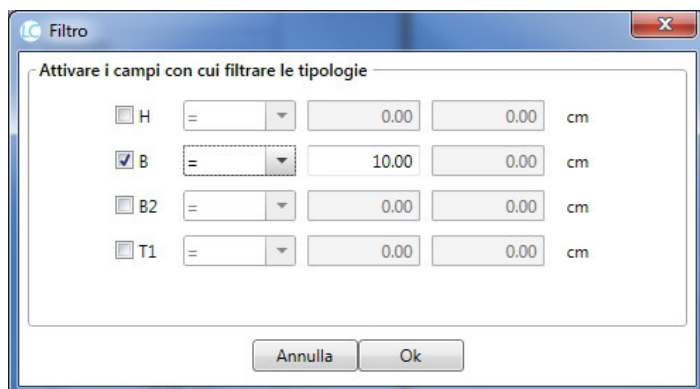 LC Filtro
Attivare i campi con cui filtrare le tipologie
H = 0.00 0.00 cm
B = 10.00 0.00 cm
B2 = 0.00 0.00 cm
T1 = 0.00 0.00 cm
Annulla Ok